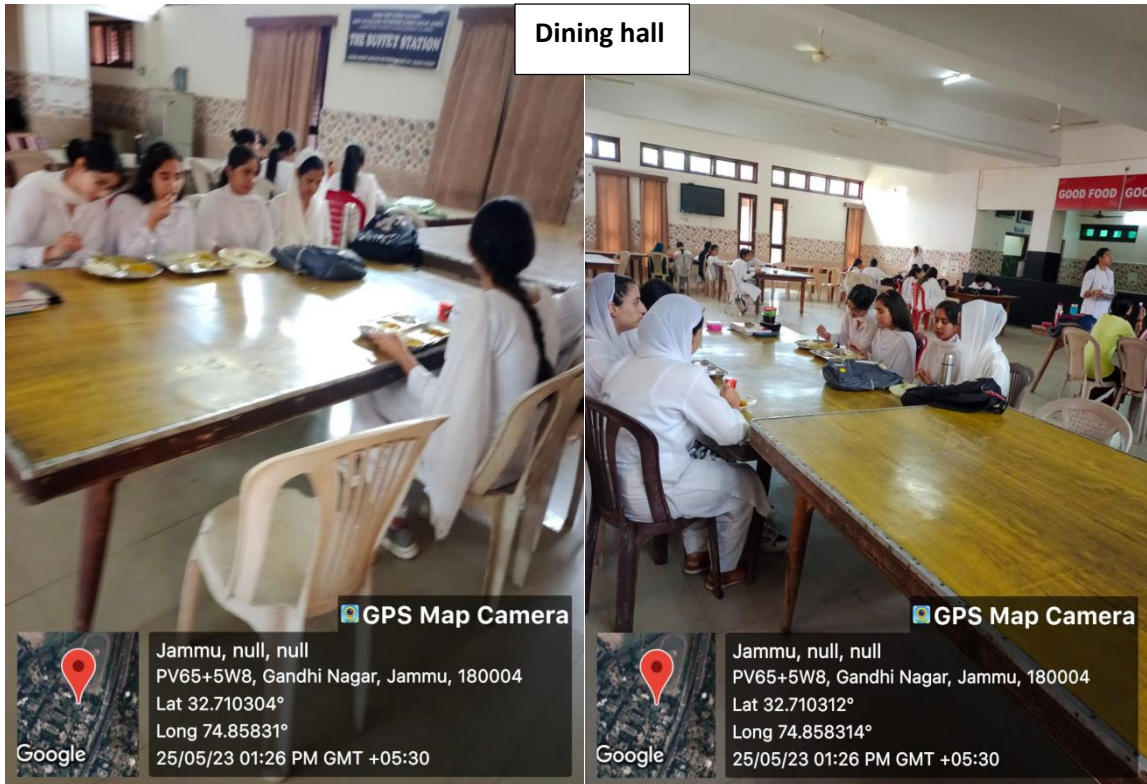 Dining hall
THE BUFFET STATION
GOOD FOOD GOO
GPS Map Camera
Jammu, null, null
PV65+5W8, Gandhi Nagar, Jammu, 180004
Lat 32.710304°
Long 74.85831°
25/05/23 01:26 PM GMT +05:30
Google
GPS Map Camera
Jammu, null, null
PV65+5W8, Gandhi Nagar, Jammu, 180004
Lat 32.710312°
Long 74.858314°
25/05/23 01:26 PM GMT +05:30
Google